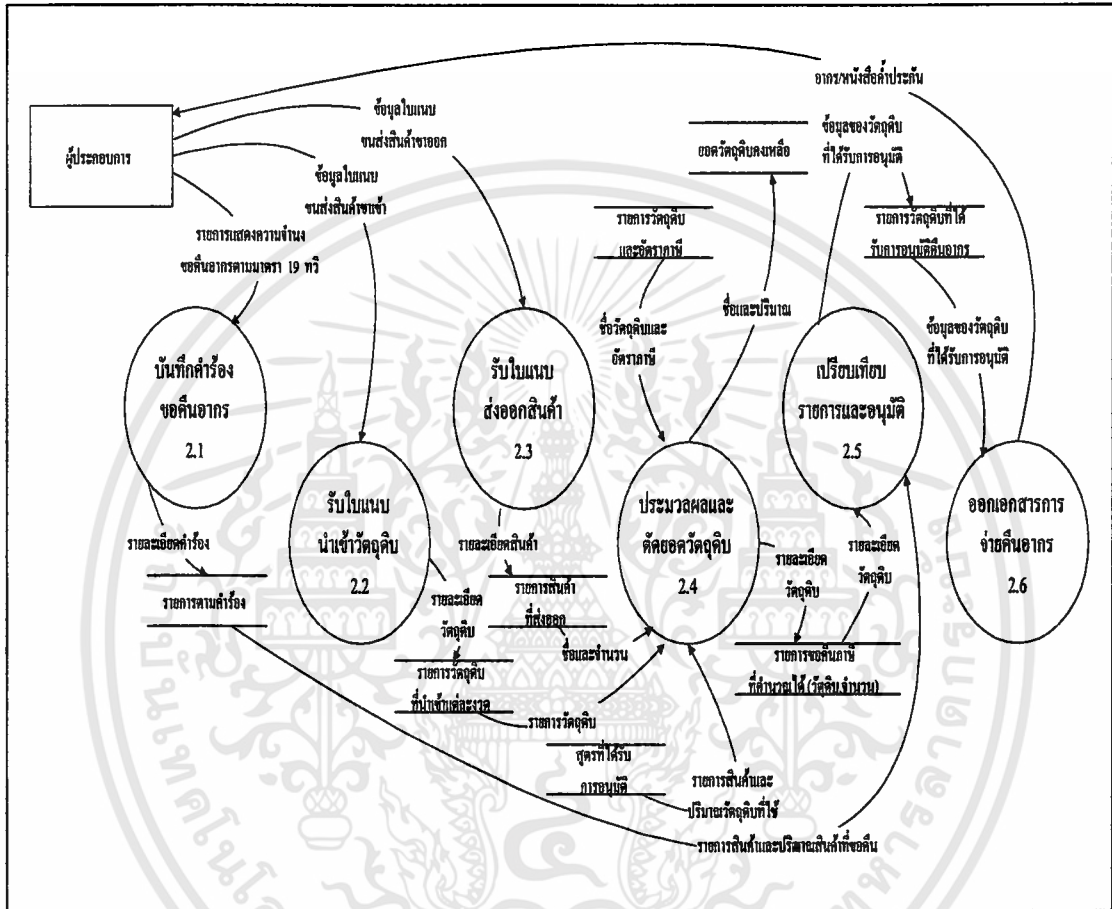 อากร/หนังสือค้ำประกัน
ผู้ประกอบการ
ข้อมูลใบแนบ
ขนส่งสินค้าขาออก
ข้อมูลใบแนบ
ขนส่งสินค้าขาเข้า
รายการแสดงความจำนง
ขอคืนอากรตามมาตรา 19 ทวิ
ยอดวัตถุดิบคงเหลือ
ข้อมูลของวัตถุดิบ
ที่ได้รับการอนุมัติ
รายการวัตถุดิบ
และอัตราภาษี
รายการวัตถุดิบที่ได้
รับการอนุมัติคืนอากร
ชื่อและปริมาณ
ชื่อวัตถุดิบและ
อัตราภาษี
ข้อมูลของวัตถุดิบ
ที่ได้รับการอนุมัติ
บันทึกคำร้อง
ขอคืนอากร
2.1
รับใบแนบ
ส่งออกสินค้า
2.3
เปรียบเทียบ
รายการและอนุมัติ
2.5
รับใบแนบ
นำเข้าวัตถุดิบ
2.2
ประมวลผลและ
ตัดยอดวัตถุดิบ
2.4
ออกเอกสารการ
จ่ายคืนอากร
2.6
รายละเอียดคำร้อง
รายการตามคำร้อง
รายละเอียดสินค้า
รายการสินค้า
ที่ส่งออก
ชื่อและจำนวน
รายละเอียด
วัตถุดิบ
รายละเอียด
วัตถุดิบ
รายละเอียด
วัตถุดิบ
รายการวัตถุดิบ
ที่นำเข้าแต่ละงวด
รายการวัตถุดิบ
รายการขอคืนภาษี
ที่คำนวณได้ (วัตถุดิบ,จำนวน)
สูตรที่ได้รับ
การอนุมัติ
รายการสินค้าและ
ปริมาณวัตถุดิบที่ใช้
รายการสินค้าและปริมาณสินค้าที่ขอคืน